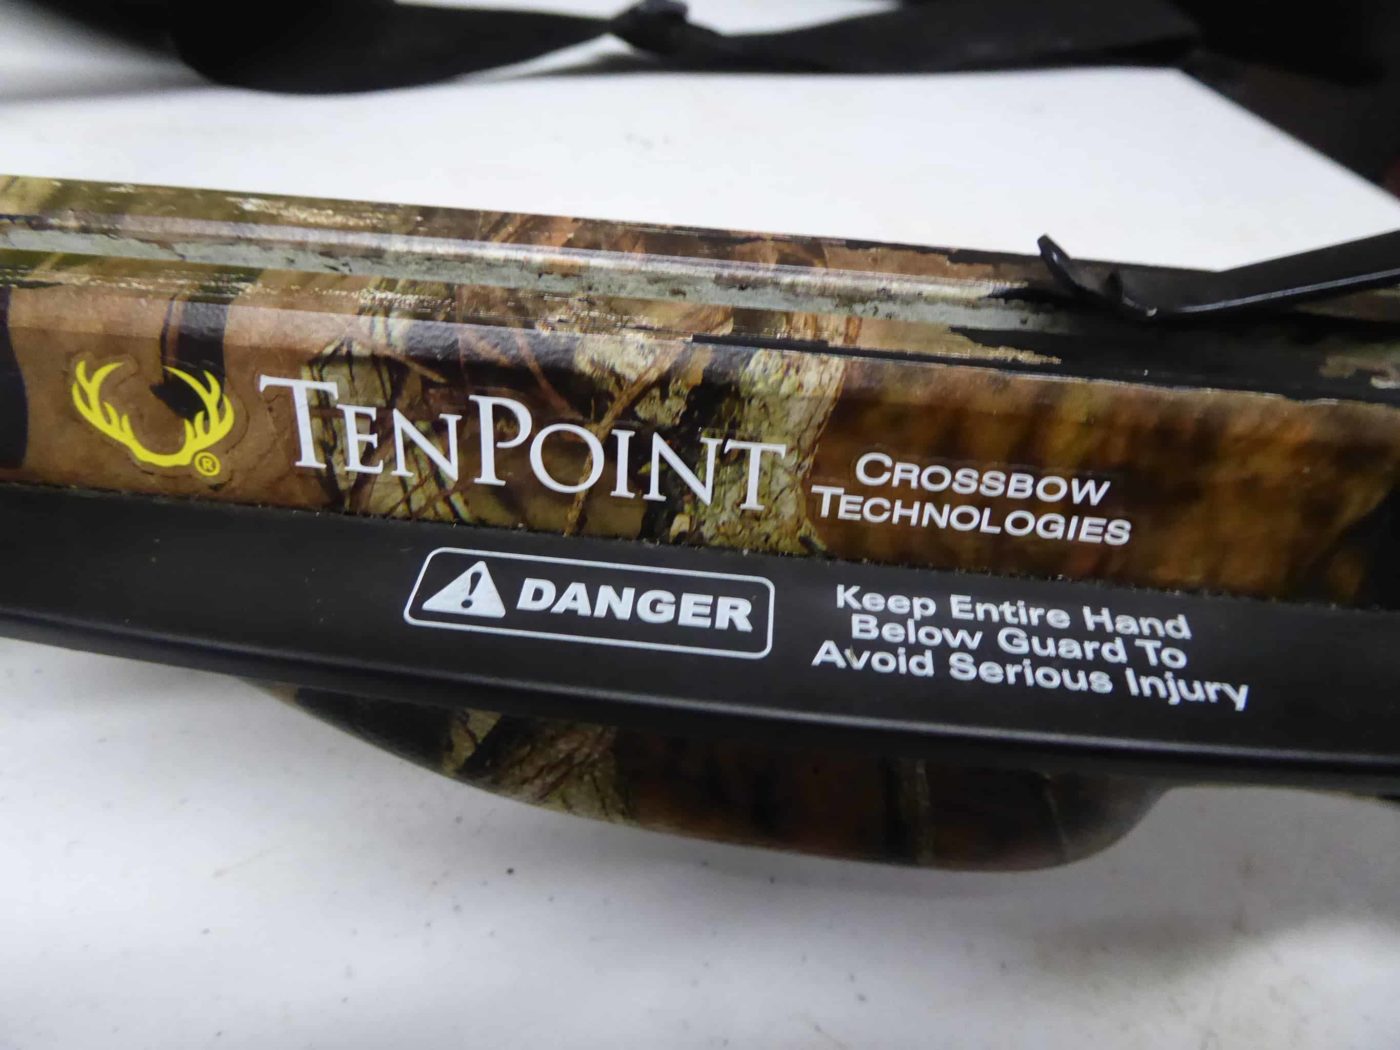 ®
TENPOINT
CROSSBOW
TECHNOLOGIES
DANGER
Keep Entire Hand
Below Guard To
Avoid Serious Injury